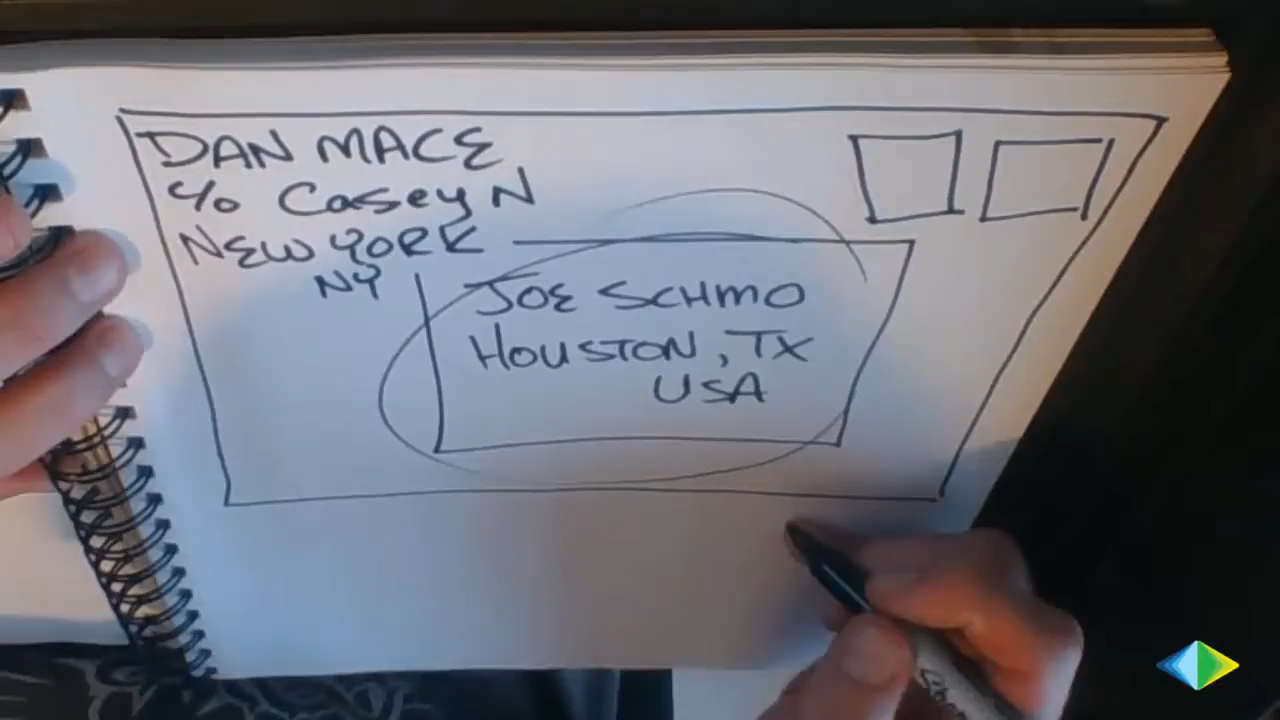 DAN MACE
c/o Casey N
NEW YORK
NY
JOE SCHMO
HOUSTON, TX
USA